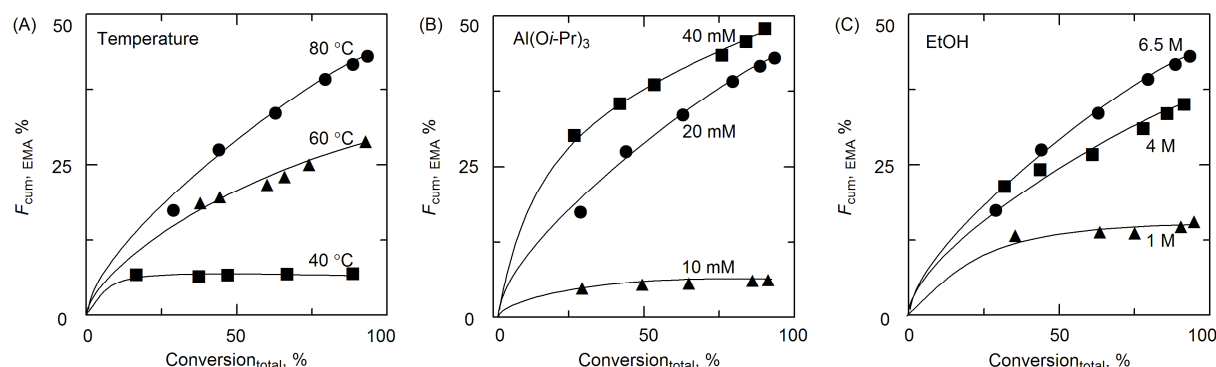 (A)
50
Temperature
80 °C
60 °C
40 °C
25
0
F_cum, EMA %
0
50
100
Conversion_total, %
(B)
50
Al(Oi-Pr)₃
40 mM
20 mM
10 mM
25
0
F_cum, EMA %
0
50
100
Conversion_total, %
(C)
50
EtOH
6.5 M
4 M
1 M
25
0
F_cum, EMA %
0
50
100
Conversion_total, %